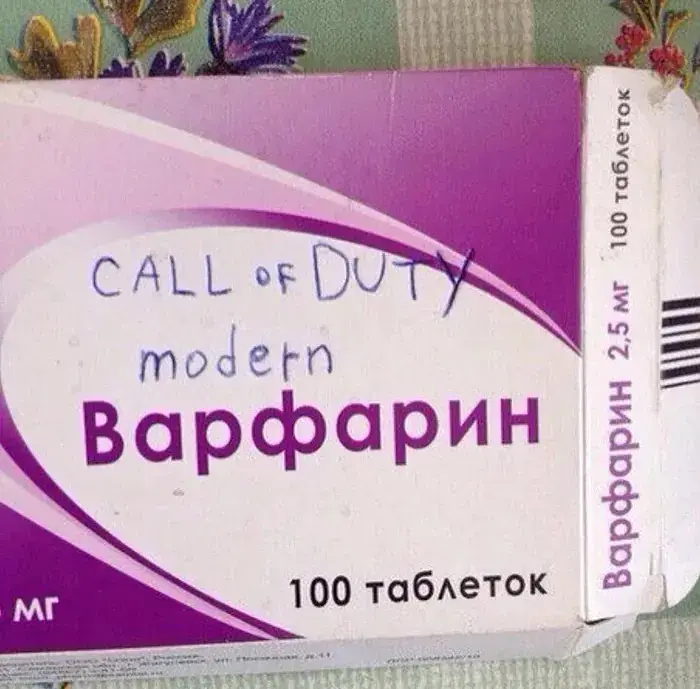 CALL OF DUTY
modern
Варфарин
100 таблеток
мг
Варфарин 2,5 мг 100 таблеток